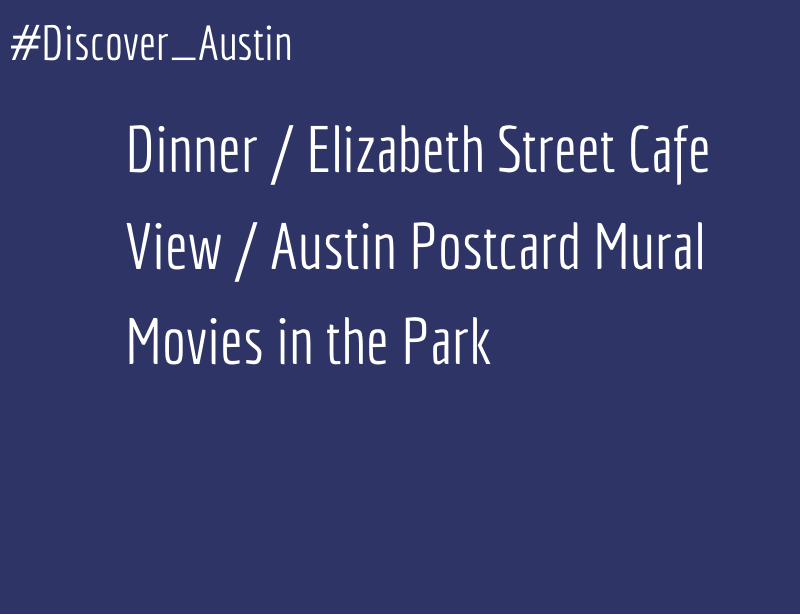 #Discover_Austin
Dinner / Elizabeth Street Cafe
View / Austin Postcard Mural
Movies in the Park